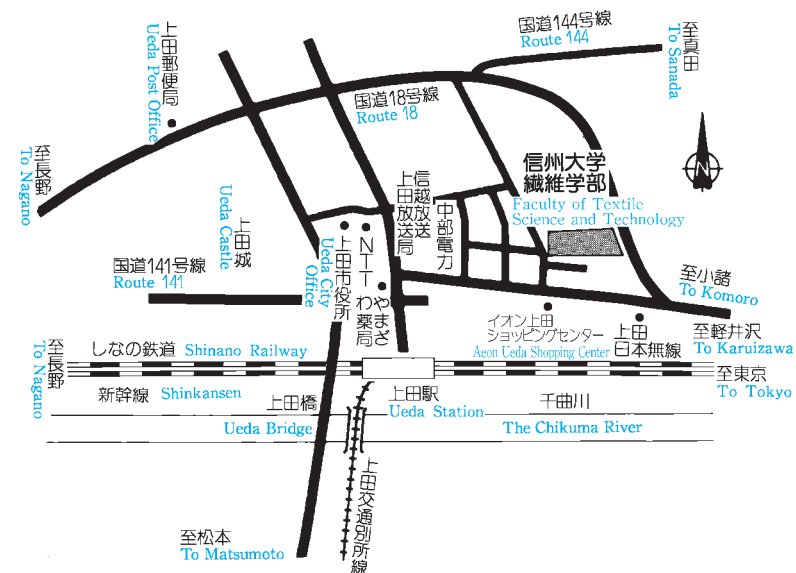 国道144号線
Route 144
至真田
To Sanada
上田郵便局
Ueda Post Office
国道18号線
Route 18
至長野
To Nagano
N
信州大学
繊維学部
Faculty of Textile
Science and Technology
信越放送
上田放送局
中部電力
上田城
Ueda Castle
国道141号線
Route 141
NTT
上田市役所
Ueda City
Office
やまざ
わ薬局
至小諸
To Komoro
イオン上田
ショッピングセンター
Aeon Ueda Shopping Center
上田
日本無線
至軽井沢
To Karuizawa
至長野
To Nagano
しなの鉄道 Shinano Railway
新幹線 Shinkansen
上田駅
Ueda Station
至東京
To Tokyo
上田橋
Ueda Bridge
千曲川
The Chikuma River
上田交通別所線
至松本
To Matsumoto